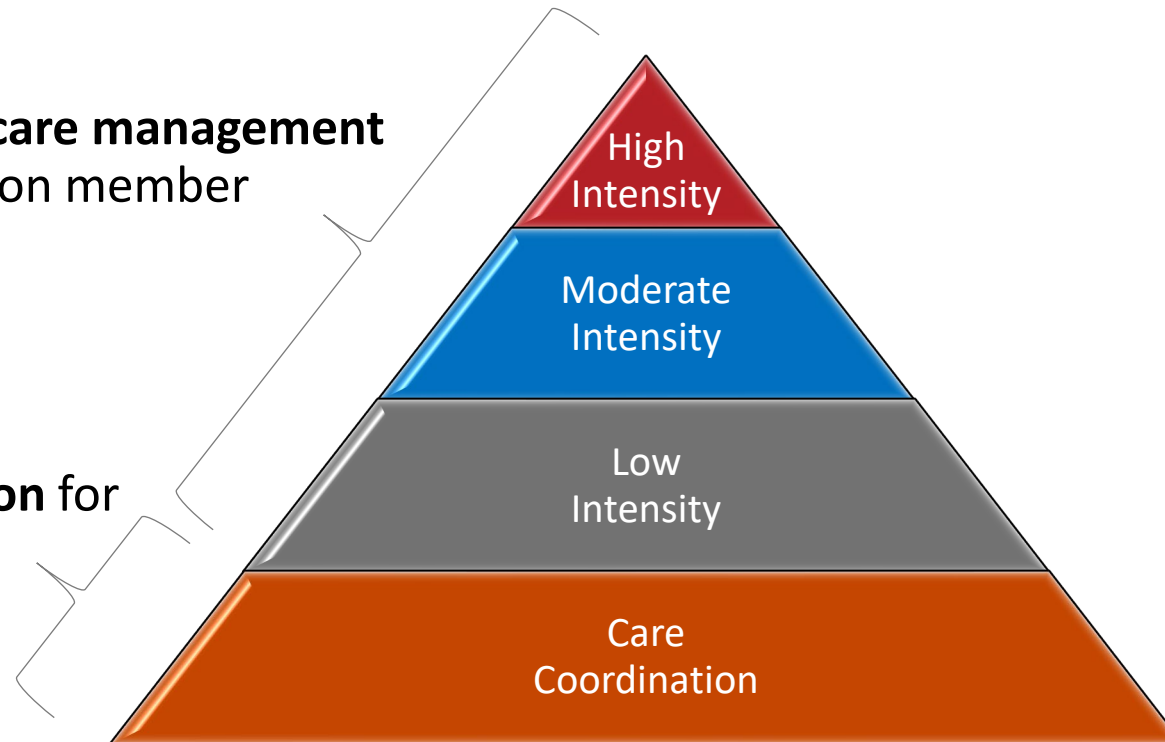 care management
on member
on for
High
Intensity
Moderate
Intensity
Low
Intensity
Care
Coordination